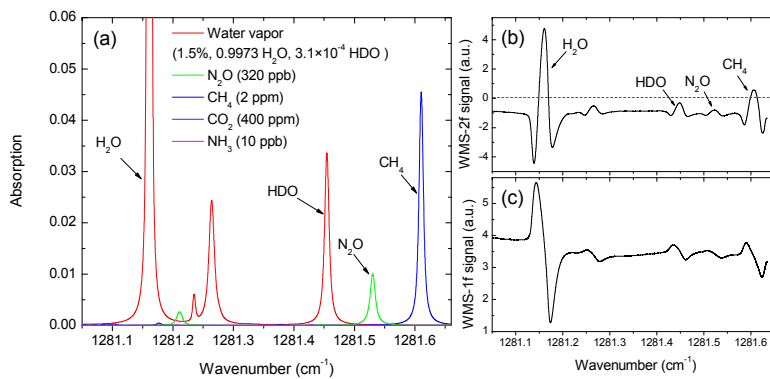 (a)
Water vapor
(1.5%, 0.9973 H₂O, 3.1×10⁻⁴ HDO )
N₂O (320 ppb)
CH₄ (2 ppm)
CO₂ (400 ppm)
NH₃ (10 ppb)
H₂O
HDO
N₂O
CH₄
0.06
0.05
0.04
0.03
0.02
0.01
0.00
Absorption
1281.1 1281.2 1281.3 1281.4 1281.5 1281.6
Wavenumber (cm⁻¹)
(b)
H₂O
HDO
N₂O
CH₄
6
4
2
0
-2
-4
WMS-2f signal (a.u.)
(c)
6
5
4
3
2
1
WMS-1f signal (a.u.)
1281.1 1281.2 1281.3 1281.4 1281.5 1281.6
Wavenumber (cm⁻¹)